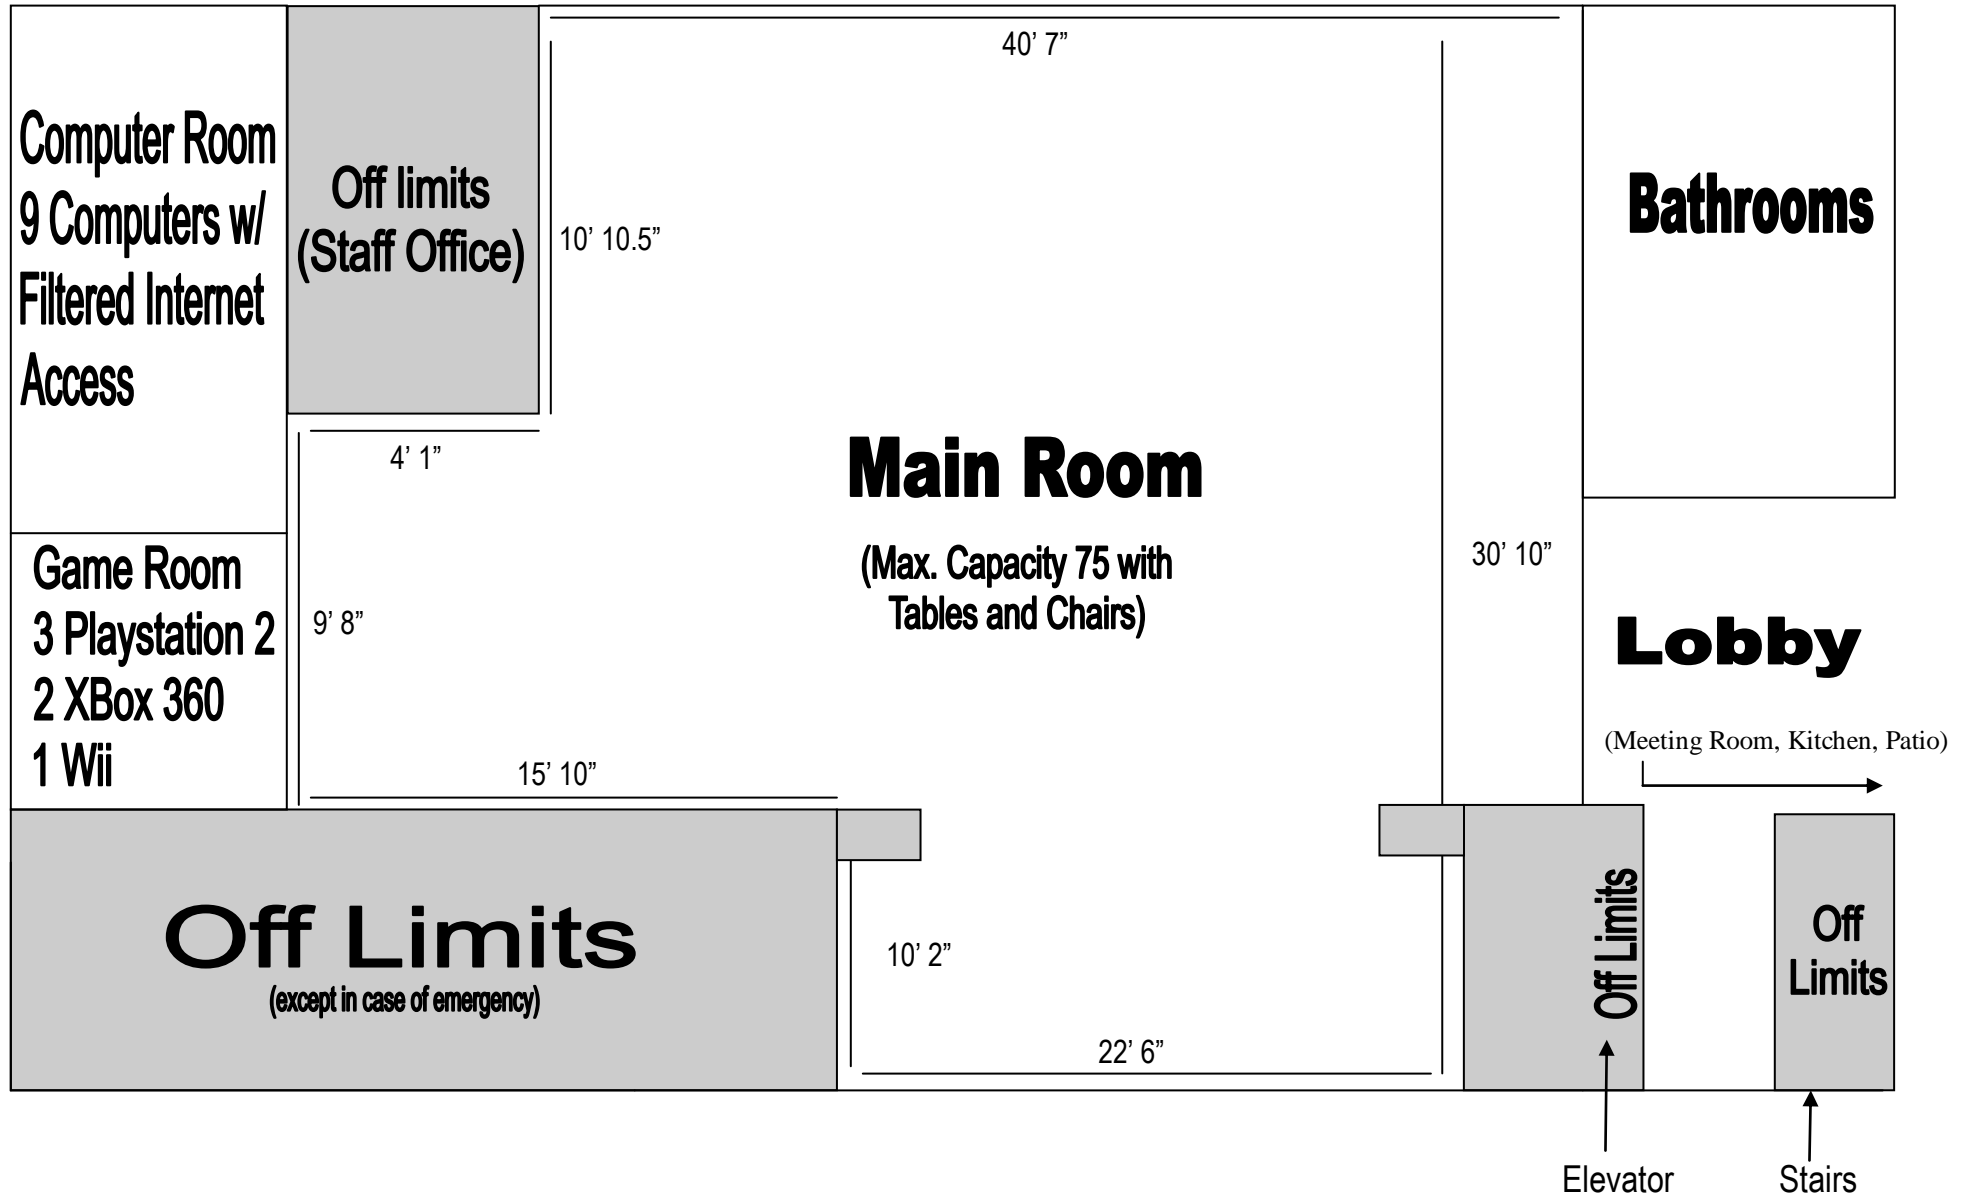 40’ 7”
Computer Room
9 Computers w/
Filtered Internet
Access
Off limits
(Staff Office)
10’ 10.5”
Bathrooms
4’ 1”
Main Room
(Max. Capacity 75 with
Tables and Chairs)
30’ 10”
Game Room
3 Playstation 2
2 XBox 360
1 Wii
9’ 8”
15’ 10”
Lobby
(Meeting Room, Kitchen, Patio)
Off Limits
(except in case of emergency)
10’ 2”
22’ 6”
Off Limits
Off
Limits
Elevator
Stairs